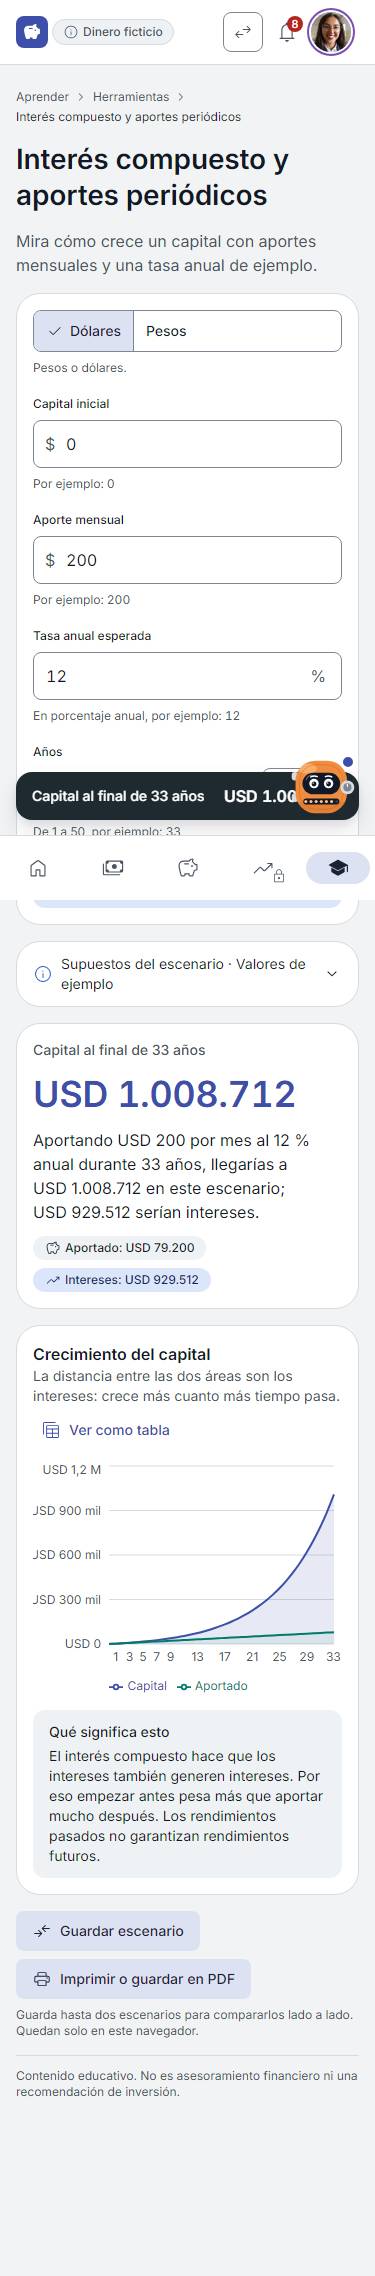 Dinero ficticio
8
Aprender > Herramientas >
Interés compuesto y aportes periódicos
Interés compuesto y
aportes periódicos
Mira cómo crece un capital con aportes
mensuales y una tasa anual de ejemplo.
Dólares Pesos
Pesos o dólares.
Capital inicial
$ 0
Por ejemplo: 0
Aporte mensual
$ 200
Por ejemplo: 200
Tasa anual esperada
12 %
En porcentaje anual, por ejemplo: 12
Años
Capital al final de 33 años USD 1.00
De 1 a 50, por ejemplo: 33
Supuestos del escenario · Valores de
ejemplo
Capital al final de 33 años
USD 1.008.712
Aportando USD 200 por mes al 12 %
anual durante 33 años, llegarías a
USD 1.008.712 en este escenario;
USD 929.512 serían intereses.
Aportado: USD 79.200
Intereses: USD 929.512
Crecimiento del capital
La distancia entre las dos áreas son los
intereses: crece más cuanto más tiempo pasa.
Ver como tabla
USD 1,2 M
USD 900 mil
USD 600 mil
USD 300 mil
USD 0
1 3 5 7 9 13 17 21 25 29 33
Capital Aportado
Qué significa esto
El interés compuesto hace que los
intereses también generen intereses. Por
eso empezar antes pesa más que aportar
mucho después. Los rendimientos
pasados no garantizan rendimientos
futuros.
Guardar escenario
Imprimir o guardar en PDF
Guarda hasta dos escenarios para compararlos lado a lado.
Quedan solo en este navegador.
Contenido educativo. No es asesoramiento financiero ni una
recomendación de inversión.